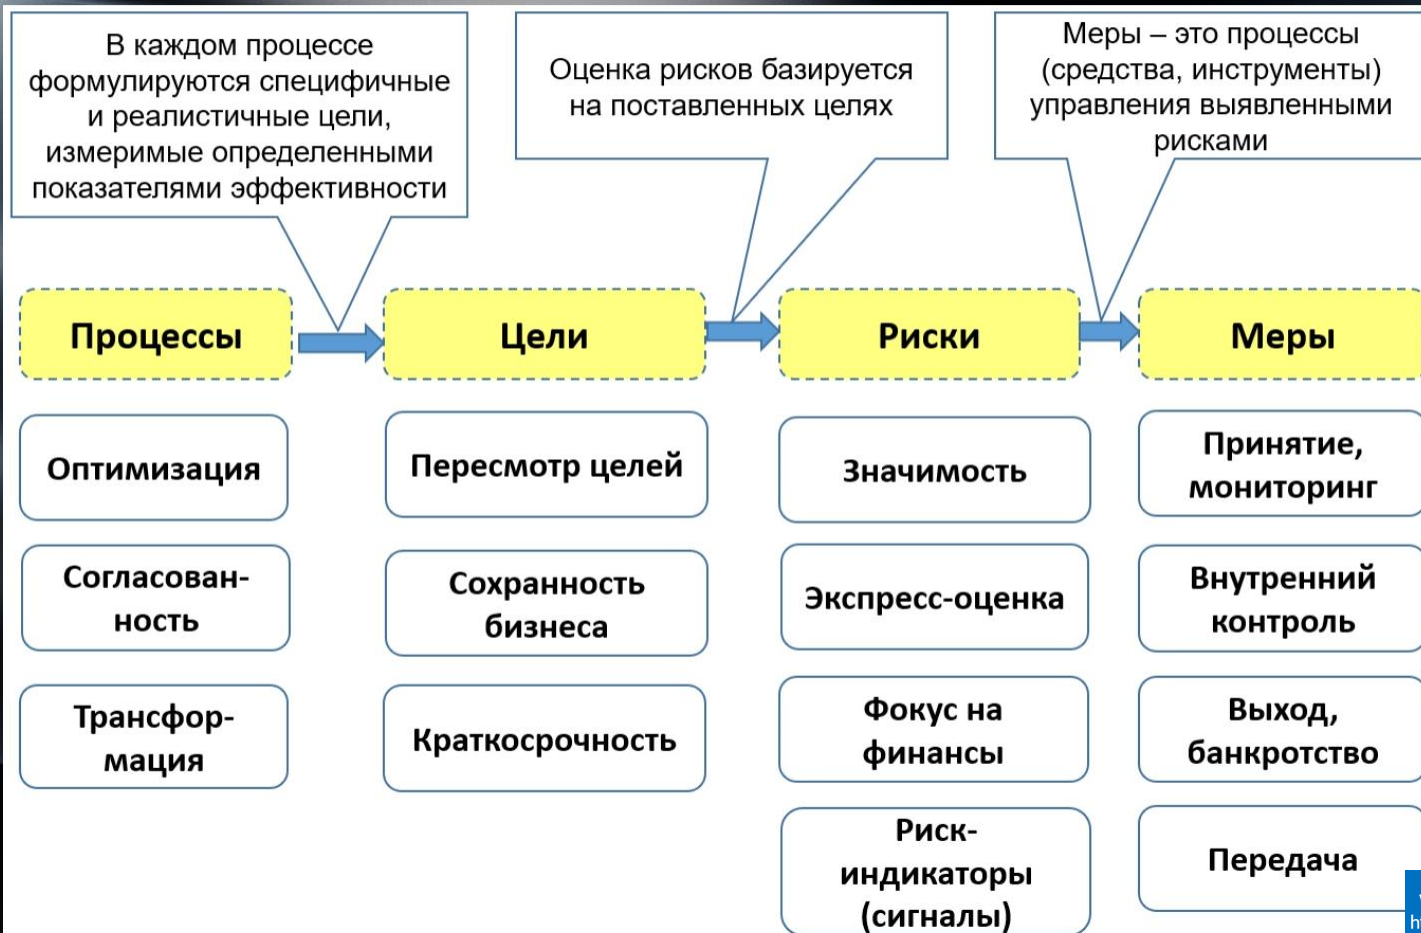 В каждом процессе
формулируются специфичные
и реалистичные цели,
измеримые определенными
показателями эффективности
Оценка рисков базируется
на поставленных целях
Меры – это процессы
(средства, инструменты)
управления выявленными
рисками
Процессы
Цели
Риски
Меры
Оптимизация
Пересмотр целей
Значимость
Принятие,
мониторинг
Согласован-
ность
Сохранность
бизнеса
Экспресс-оценка
Внутренний
контроль
Трансфор-
мация
Краткосрочность
Фокус на
финансы
Выход,
банкротство
Риск-
индикаторы
(сигналы)
Передача